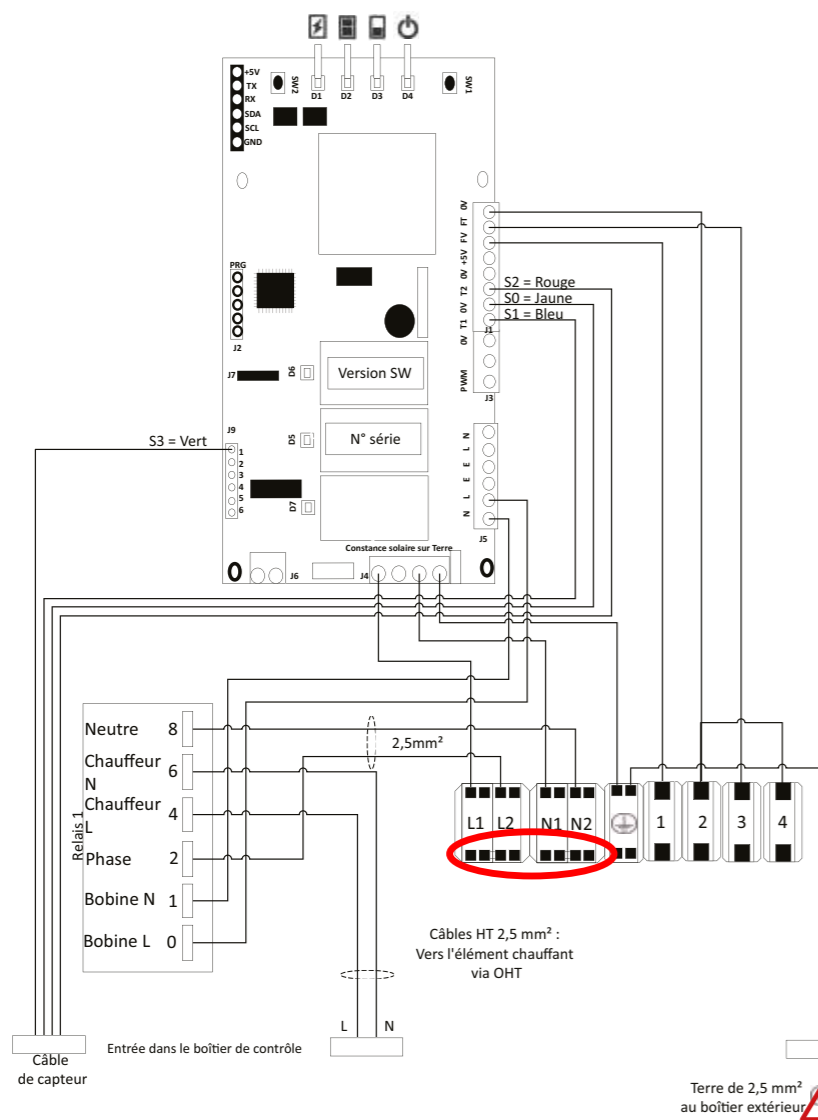 +5V
TX
RX
SDA
SCL
GND
SW2
D1
D2
D3
D4
SW1
PRG
J2
J7
D6
Version SW
J9
S3 = Vert
1
2
3
4
5
6
D5
N° série
D7
Constance solaire sur Terre
J6
J4
0V
FT
FV
+5V
0V
T2
0V
T1
J1
S2 = Rouge
S0 = Jaune
S1 = Bleu
0V
PWM
J3
N
L
E
E
L
N
J5
Relais 1
Neutre 8
Chauffeur
N 6
Chauffeur
L 4
Phase 2
Bobine N 1
Bobine L 0
2,5mm²
L1 L2 N1 N2 1 2 3 4
Câbles HT 2,5 mm² :
Vers l'élément chauffant
via OHT
L N
Entrée dans le boîtier de contrôle
Câble
de capteur
Terre de 2,5 mm²
au boîtier extérieur